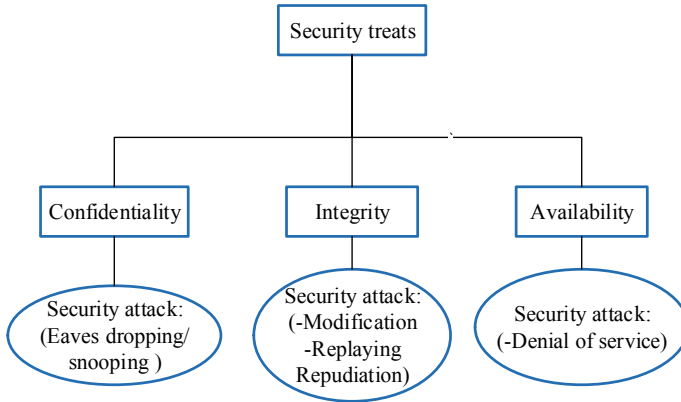 Security treats
Confidentiality
Integrity
Availability
Security attack:
(Eaves dropping/
snooping )
Security attack:
(-Modification
-Replaying
Repudiation)
Security attack:
(-Denial of service)